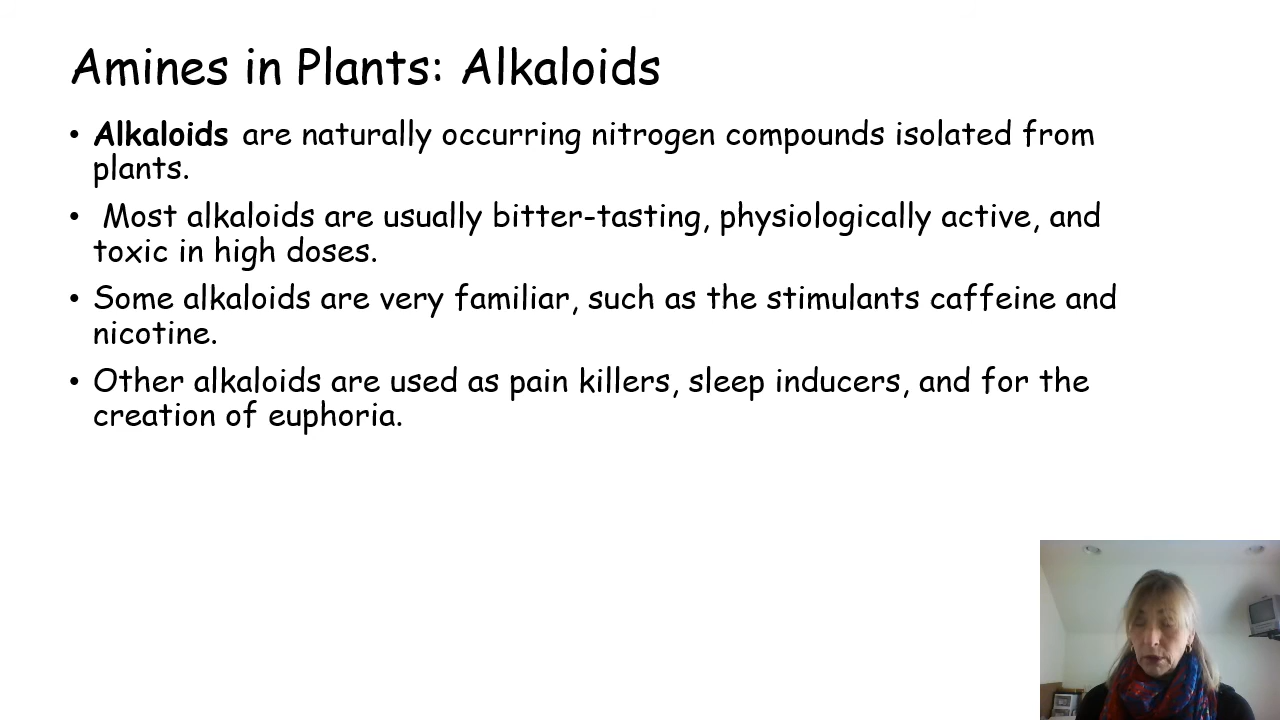 Amines in Plants: Alkaloids
• Alkaloids are naturally occurring nitrogen compounds isolated from
plants.
• Most alkaloids are usually bitter-tasting, physiologically active, and
toxic in high doses.
• Some alkaloids are very familiar, such as the stimulants caffeine and
nicotine.
• Other alkaloids are used as pain killers, sleep inducers, and for the
creation of euphoria.